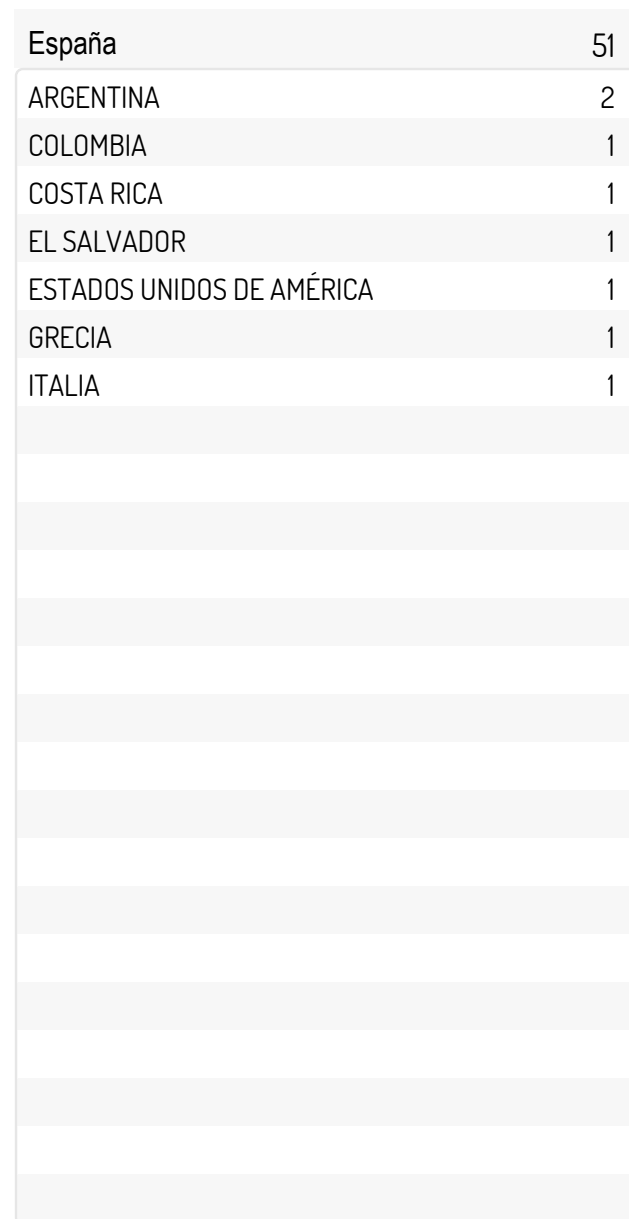 España 51
ARGENTINA 2
COLOMBIA 1
COSTA RICA 1
EL SALVADOR 1
ESTADOS UNIDOS DE AMÉRICA 1
GRECIA 1
ITALIA 1